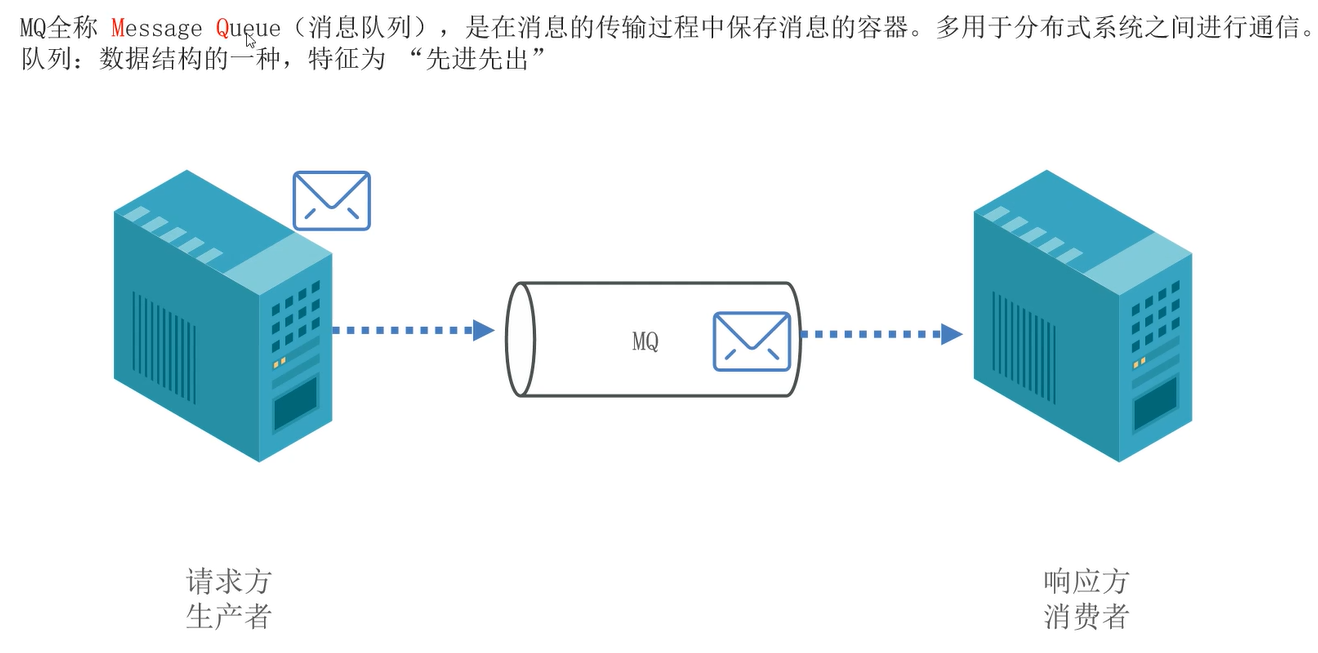 MQ全称 Message Queue（消息队列），是在消息的传输过程中保存消息的容器。多用于分布式系统之间进行通信。
队列：数据结构的一种，特征为 “先进先出”
MQ
请求方
生产者
响应方
消费者